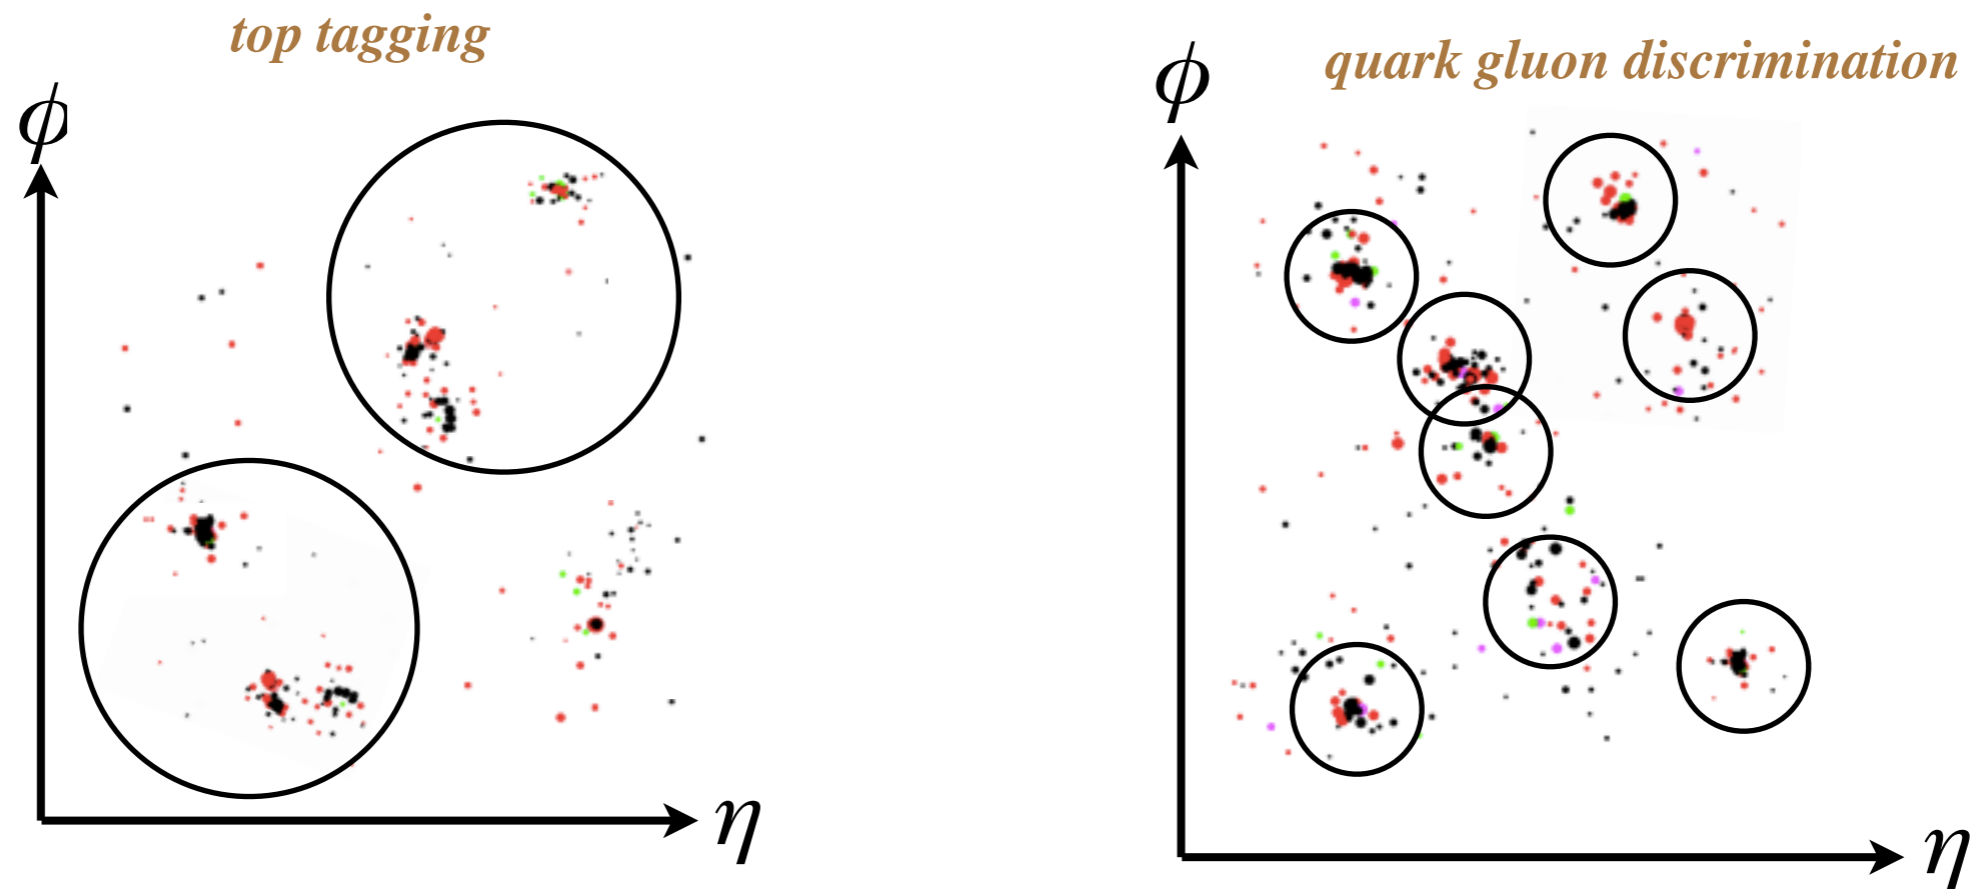 top tagging
ϕ
η
quark gluon discrimination
ϕ
η